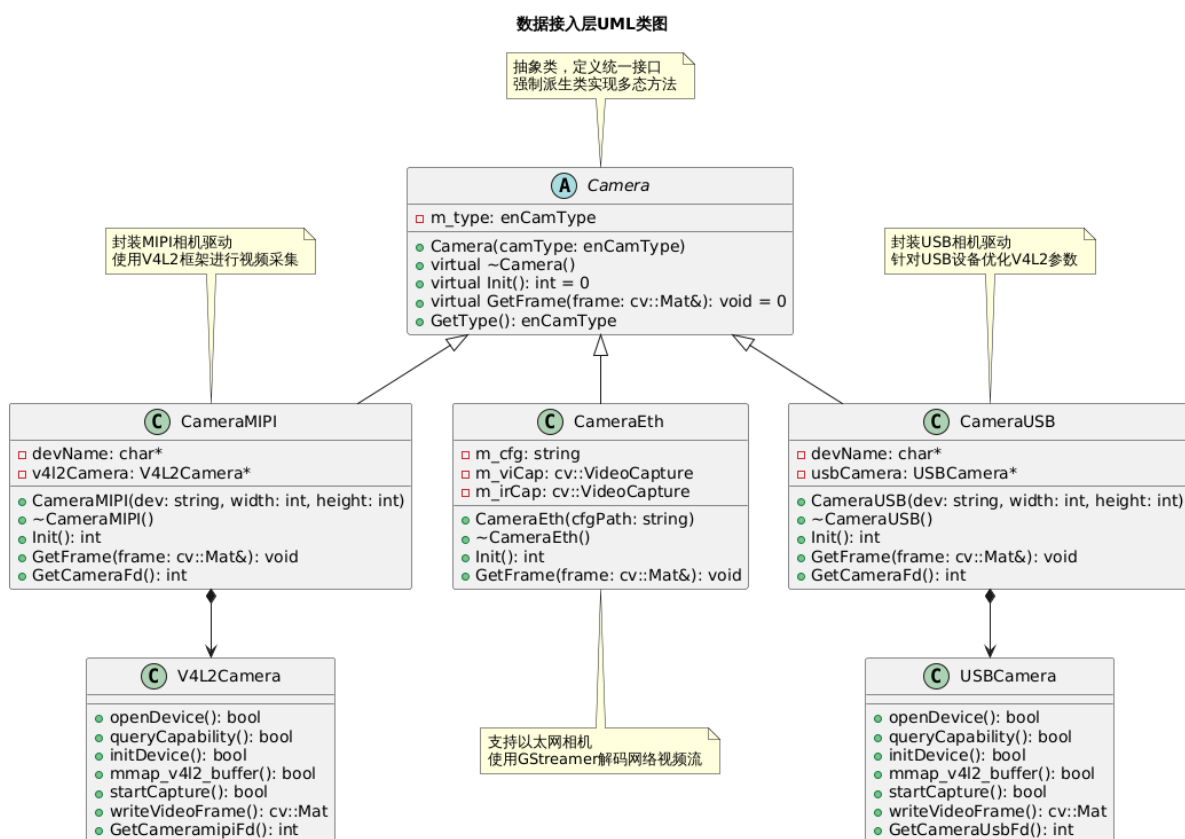 数据接入层UML类图
抽象类，定义统一接口
强制派生类实现多态方法
A Camera
m_type: enCamType
Camera(camType: enCamType)
virtual ~Camera()
virtual Init(): int = 0
virtual GetFrame(frame: cv::Mat&): void = 0
GetType(): enCamType
封装MIPI相机驱动
使用V4L2框架进行视频采集
封装USB相机驱动
针对USB设备优化V4L2参数
C CameraMIPI
devName: char*
v4l2Camera: V4L2Camera*
CameraMIPI(dev: string, width: int, height: int)
~CameraMIPI()
Init(): int
GetFrame(frame: cv::Mat&): void
GetCameraFd(): int
C CameraEth
m_cfg: string
m_viCap: cv::VideoCapture
m_irCap: cv::VideoCapture
CameraEth(cfgPath: string)
~CameraEth()
Init(): int
GetFrame(frame: cv::Mat&): void
C CameraUSB
devName: char*
usbCamera: USBCamera*
CameraUSB(dev: string, width: int, height: int)
~CameraUSB()
Init(): int
GetFrame(frame: cv::Mat&): void
GetCameraFd(): int
C V4L2Camera
openDevice(): bool
queryCapability(): bool
initDevice(): bool
mmap_v4l2_buffer(): bool
startCapture(): bool
writeVideoFrame(): cv::Mat
GetCameramipiFd(): int
支持以太网相机
使用GStreamer解码网络视频流
C USBCamera
openDevice(): bool
queryCapability(): bool
initDevice(): bool
mmap_v4l2_buffer(): bool
startCapture(): bool
writeVideoFrame(): cv::Mat
GetCameraUsbFd(): int